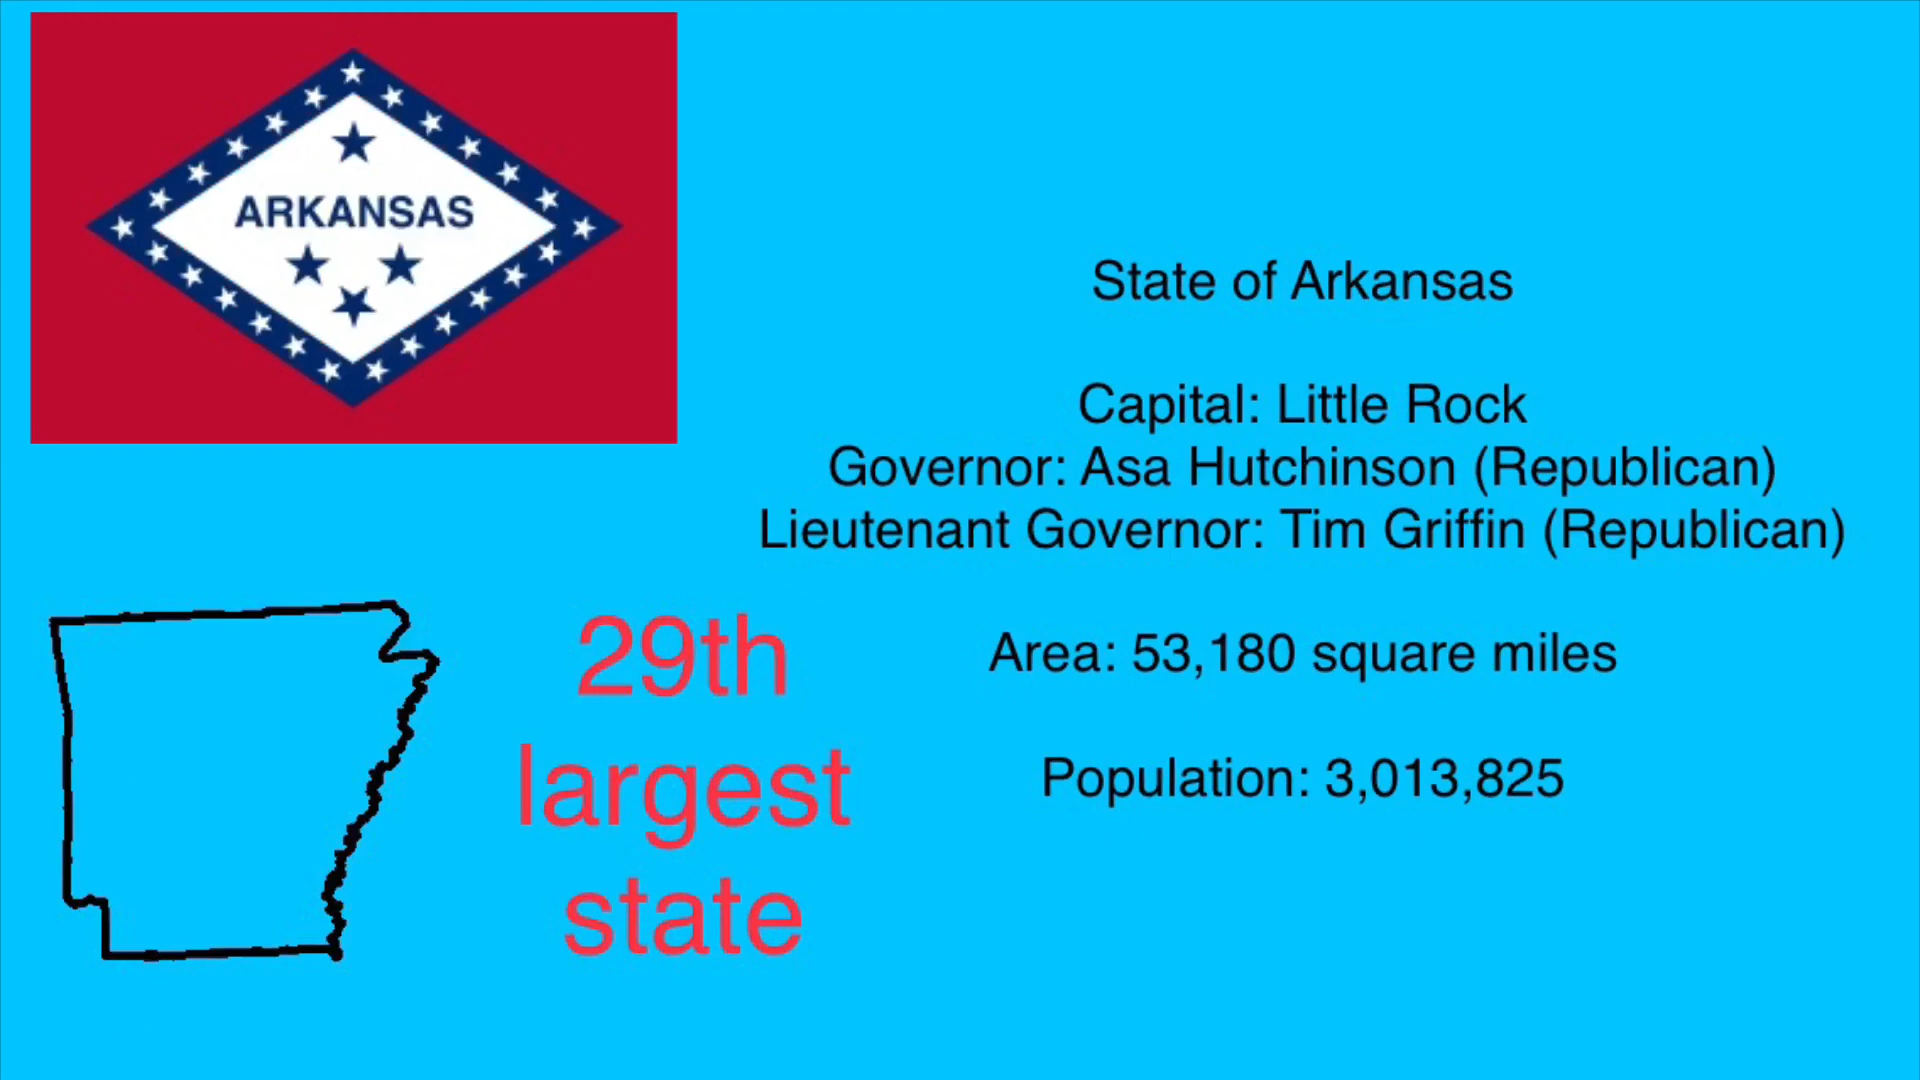 ARKANSAS
State of Arkansas
Capital: Little Rock
Governor: Asa Hutchinson (Republican)
Lieutenant Governor: Tim Griffin (Republican)
Area: 53,180 square miles
Population: 3,013,825
29th
largest
state